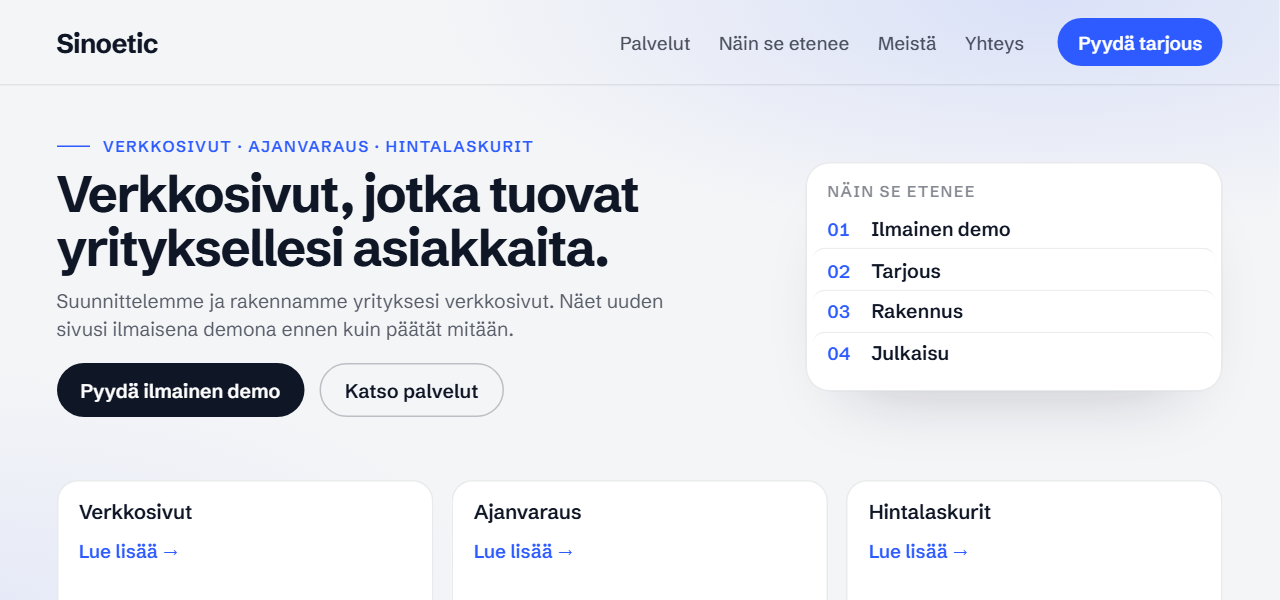 Sinoetic
Palvelut
Näin se etenee
Meistä
Yhteys
Pyydä tarjous
VERKKOSIVUT · AJANVARAUS · HINTALASKURIT
Verkkosivut, jotka tuovat
yrityksellesi asiakkaita.
Suunnittelemme ja rakennamme yrityksesi verkkosivut. Näet uuden
sivusi ilmaisena demona ennen kuin päätät mitään.
Pyydä ilmainen demo
Katso palvelut
NÄIN SE ETENEE
01 Ilmainen demo
02 Tarjous
03 Rakennus
04 Julkaisu
Verkkosivut
Lue lisää →
Ajanvaraus
Lue lisää →
Hintalaskurit
Lue lisää →